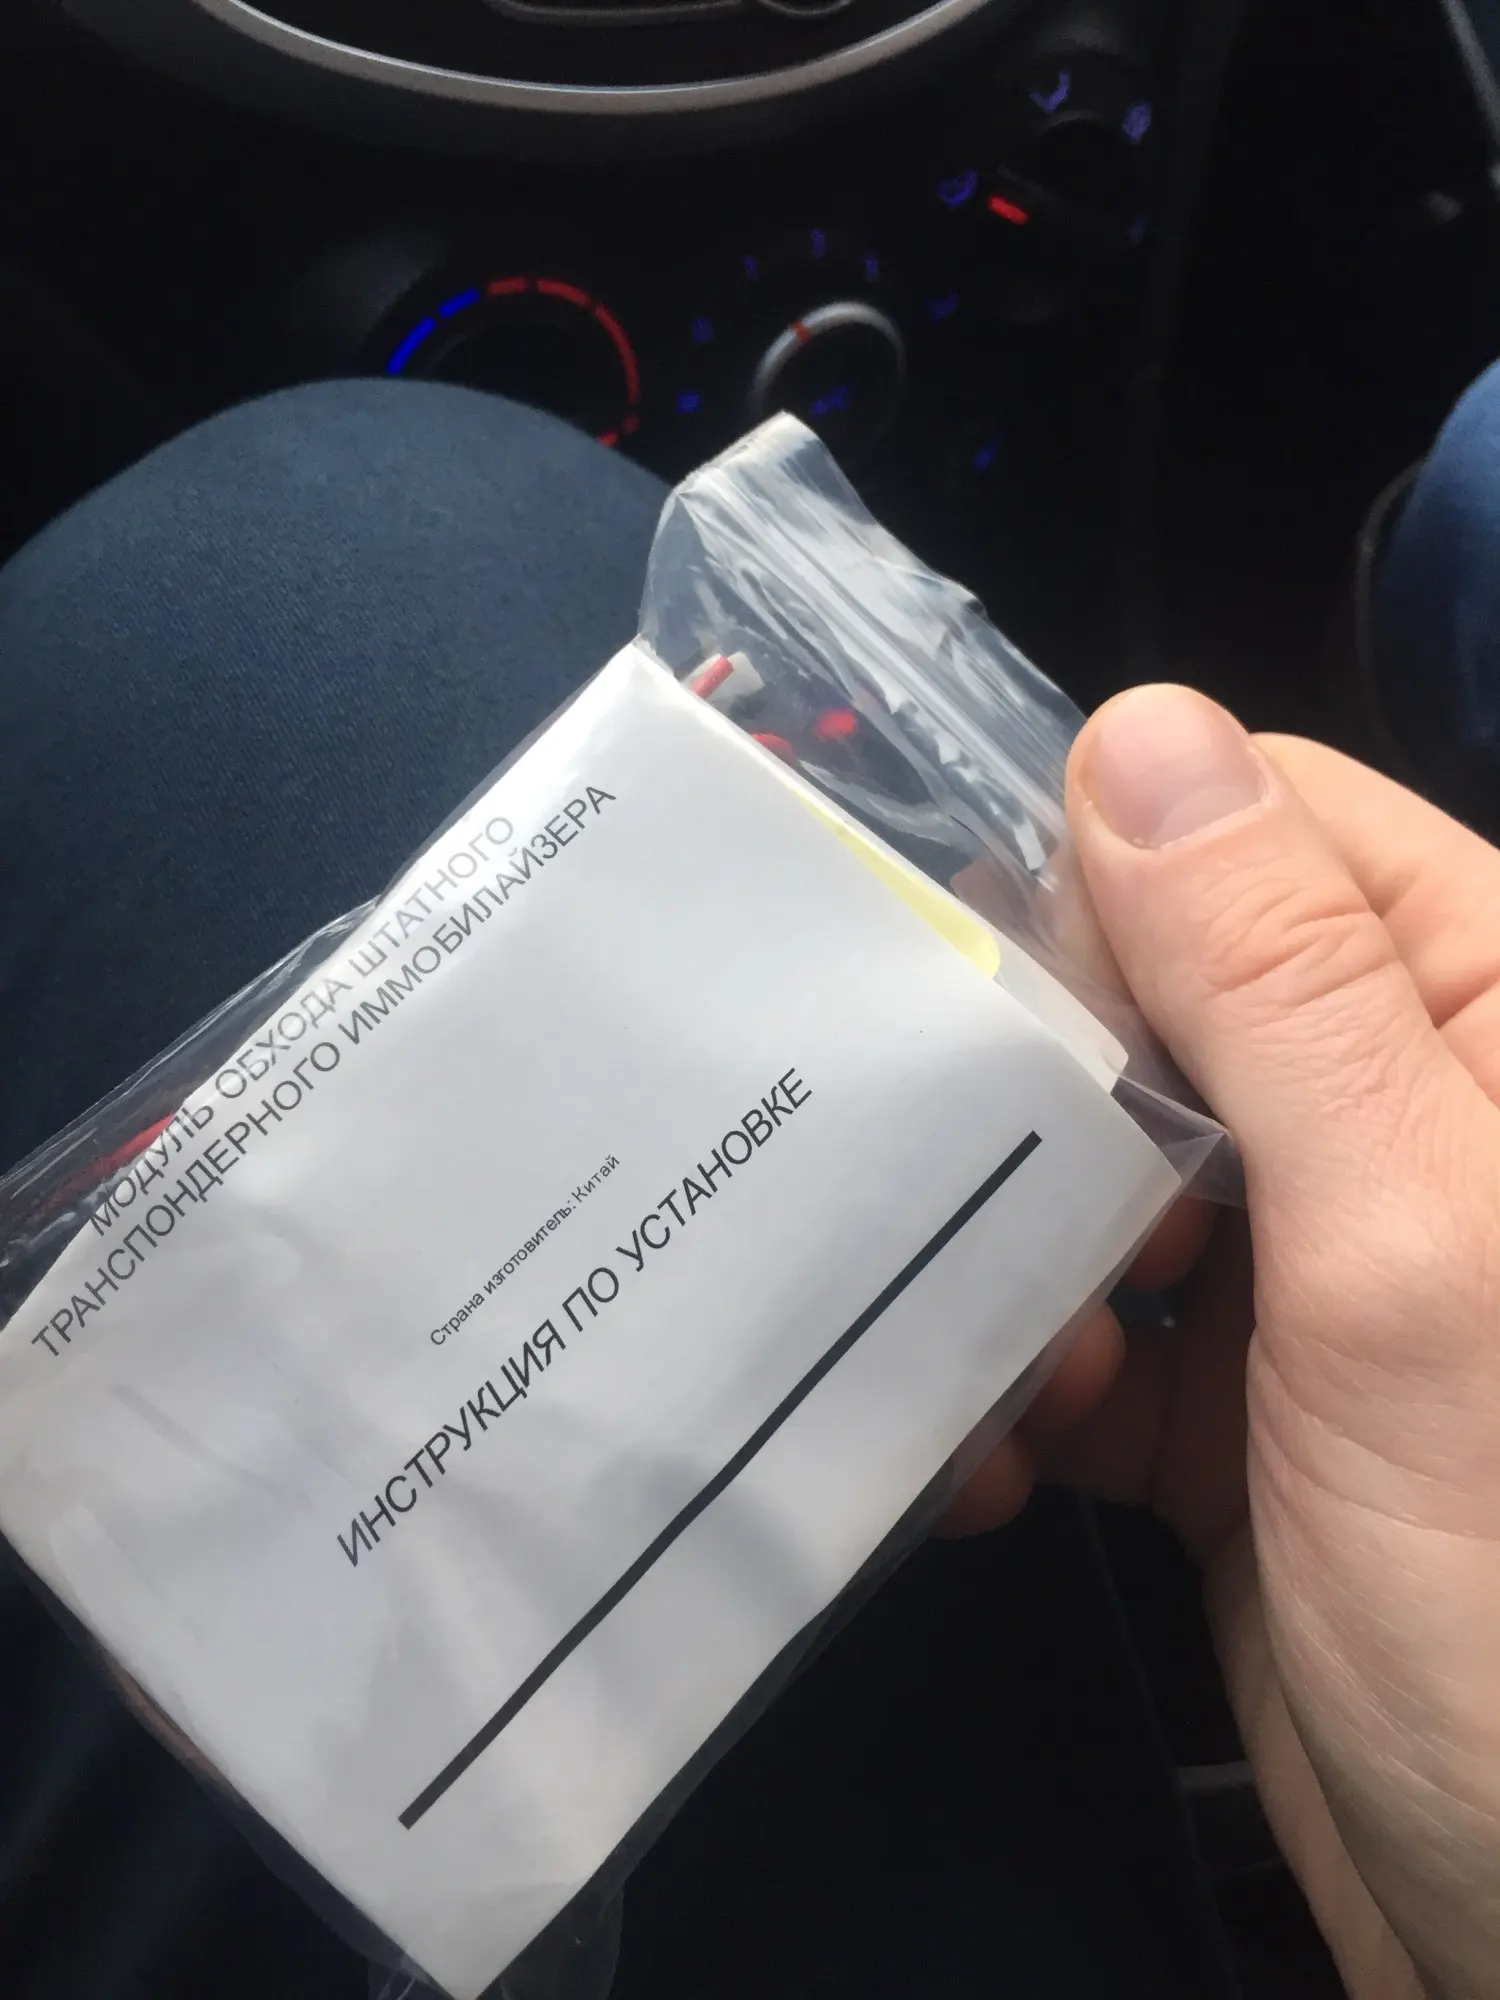 МОДУЛЬ ОБХОДА ШТАТНОГО
ТРАНСПОНДЕРНОГО ИММОБИЛАЙЗЕРА
Страна изготовитель: Китай
ИНСТРУКЦИЯ ПО УСТАНОВКЕ